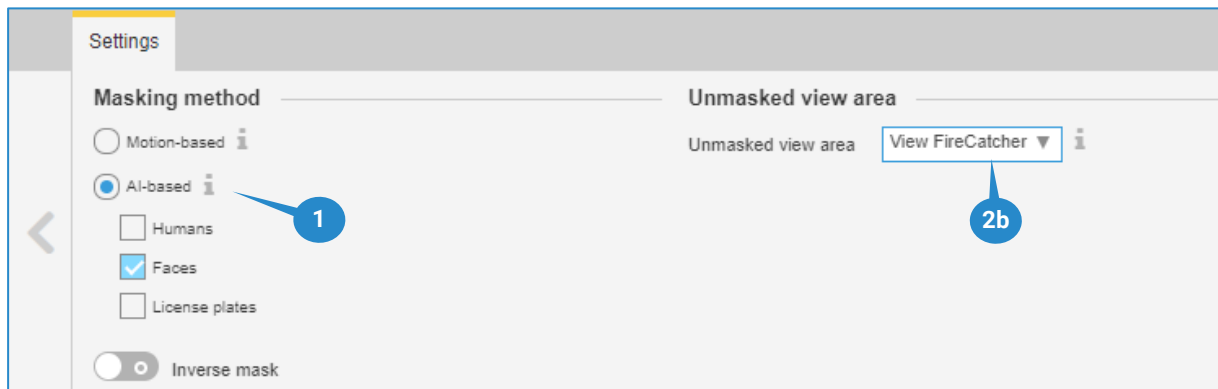 Settings
Masking method
Motion-based
AI-based
1
Humans
Faces
License plates
Inverse mask
Unmasked view area
Unmasked view area View FireCatcher
2b